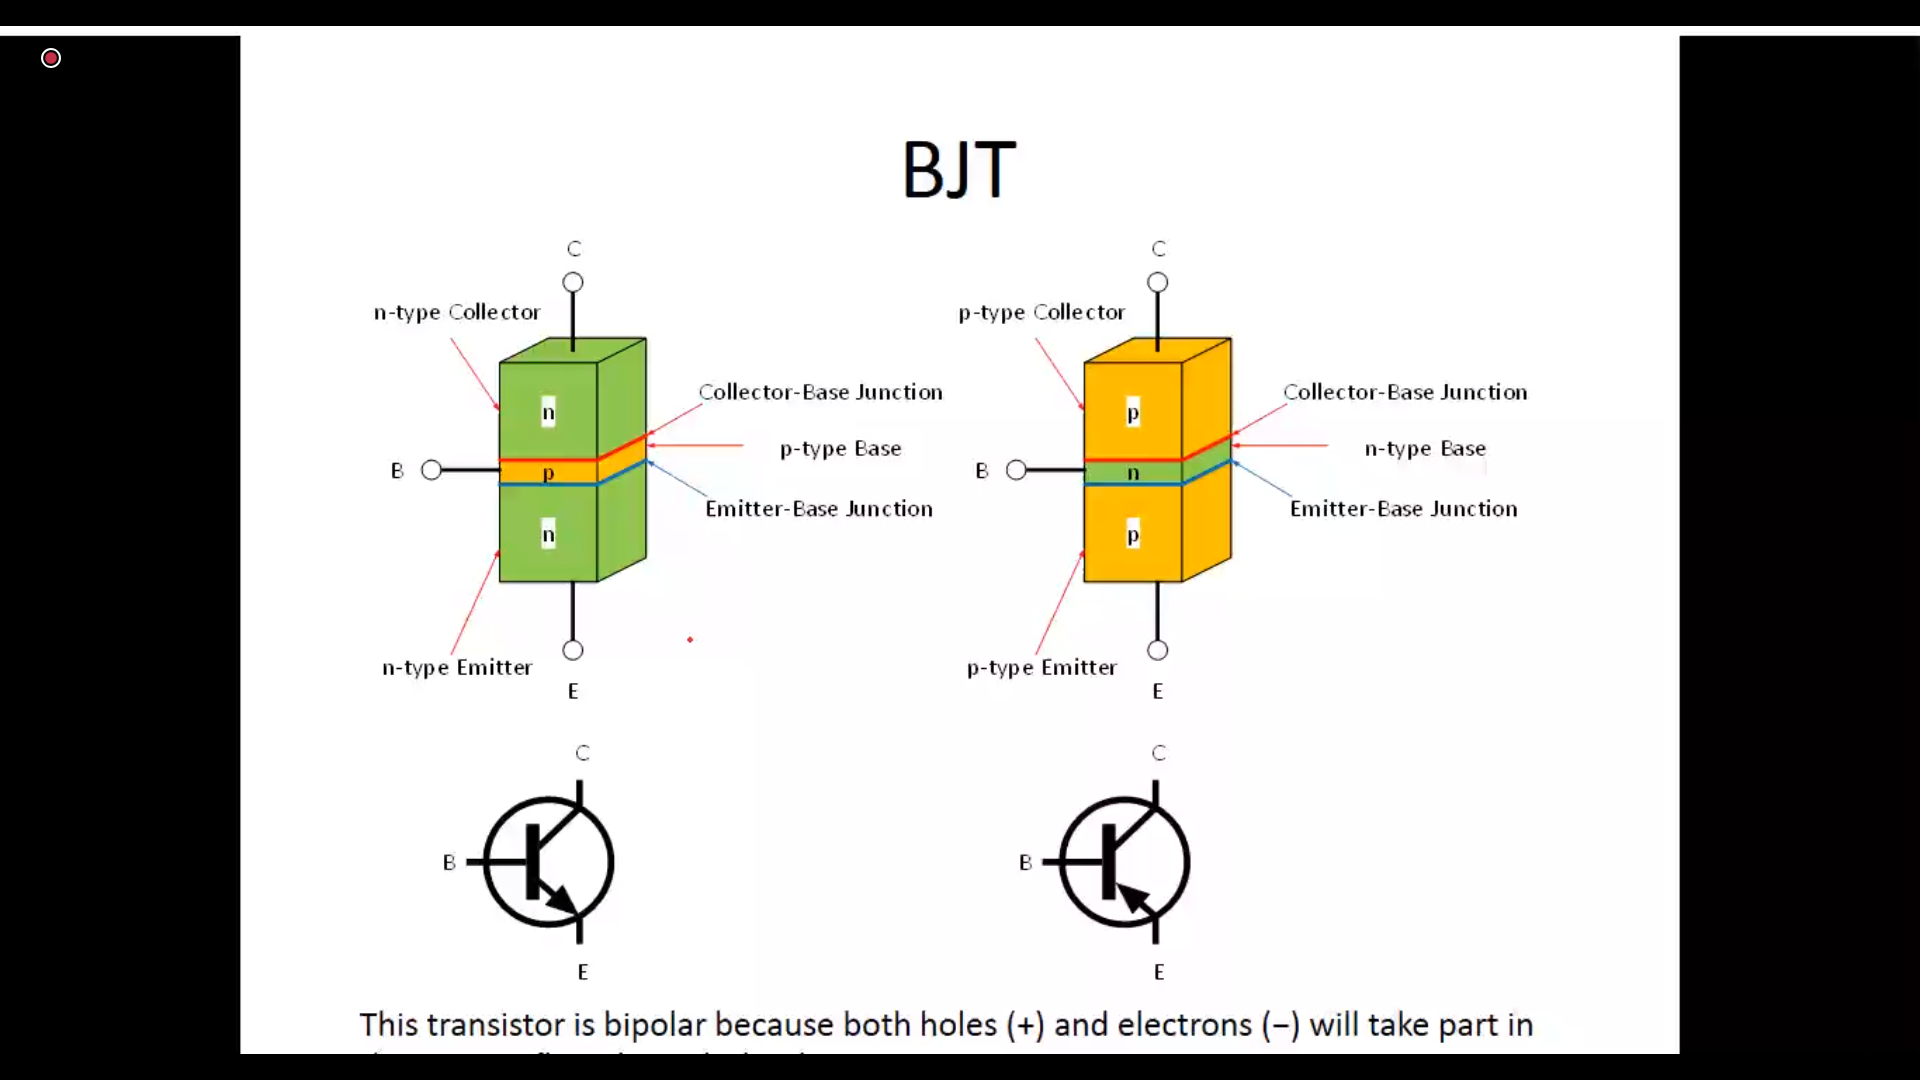 BJT
C
n-type Collector
n
Collector-Base Junction
p-type Base
B
p
Emitter-Base Junction
n
n-type Emitter
E
C
p-type Collector
p
Collector-Base Junction
n-type Base
B
n
Emitter-Base Junction
p
p-type Emitter
E
C
B
E
C
B
E
This transistor is bipolar because both holes (+) and electrons (−) will take part in